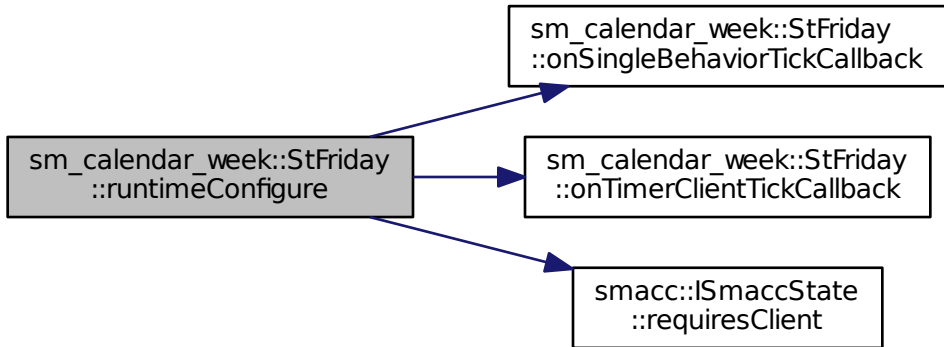 sm_calendar_week::StFriday
::runtimeConfigure
sm_calendar_week::StFriday
::onSingleBehaviorTickCallback
sm_calendar_week::StFriday
::onTimerClientTickCallback
smacc::ISmaccState
::requiresClient